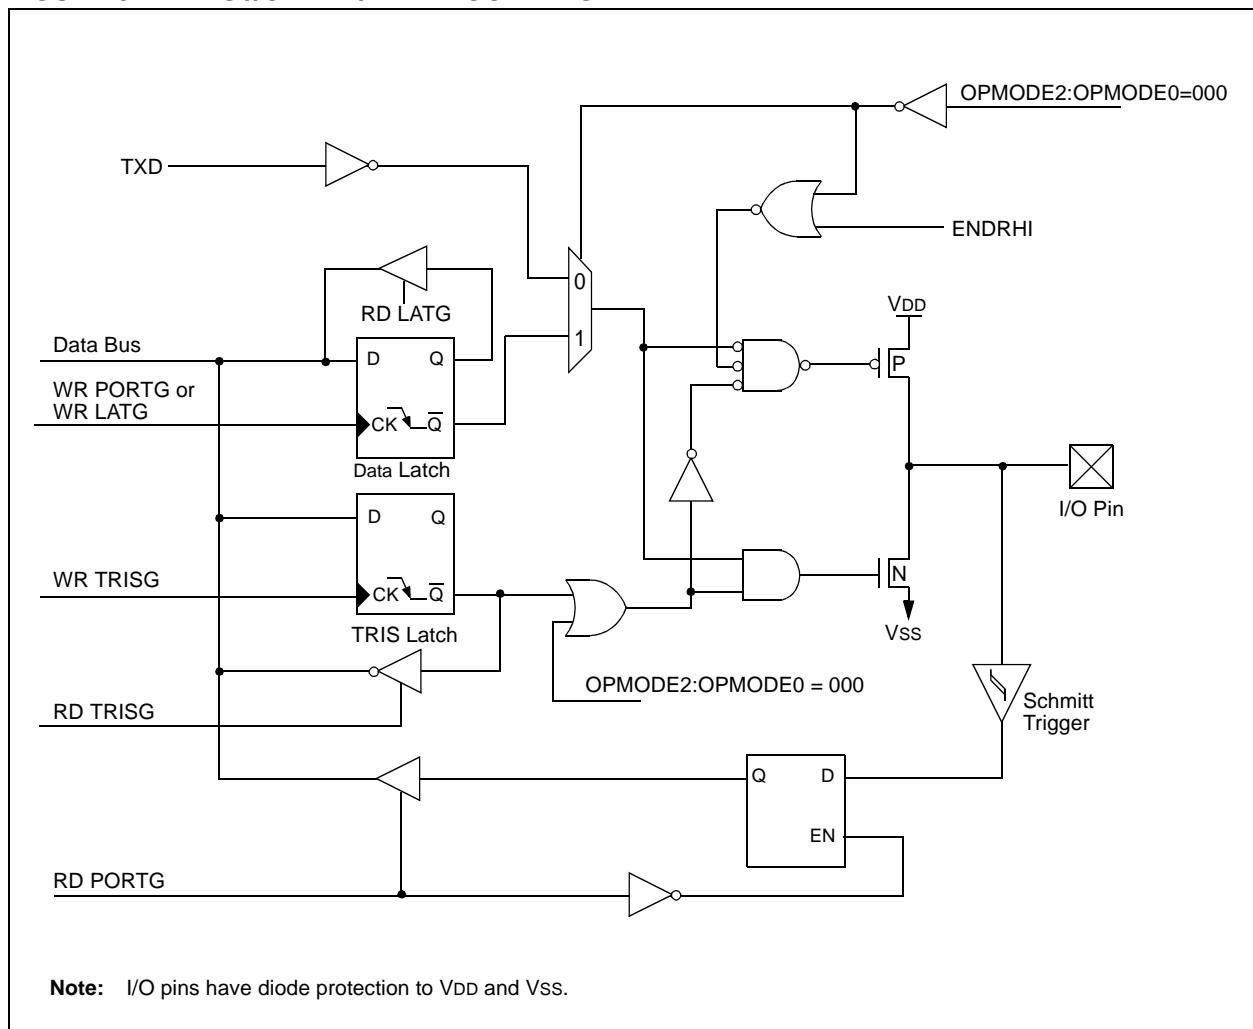 OPMODE2:OPMODE0=000
TXD
ENDRHI
0
RD LATG
1
VDD
Data Bus
D Q
P
WR PORTG or
WR LATG
CK Q̅
Data Latch
I/O Pin
D Q
WR TRISG
CK Q̅
N
TRIS Latch
VSS
OPMODE2:OPMODE0 = 000
RD TRISG
Schmitt
Trigger
Q D
EN
RD PORTG
Note: I/O pins have diode protection to VDD and VSS.